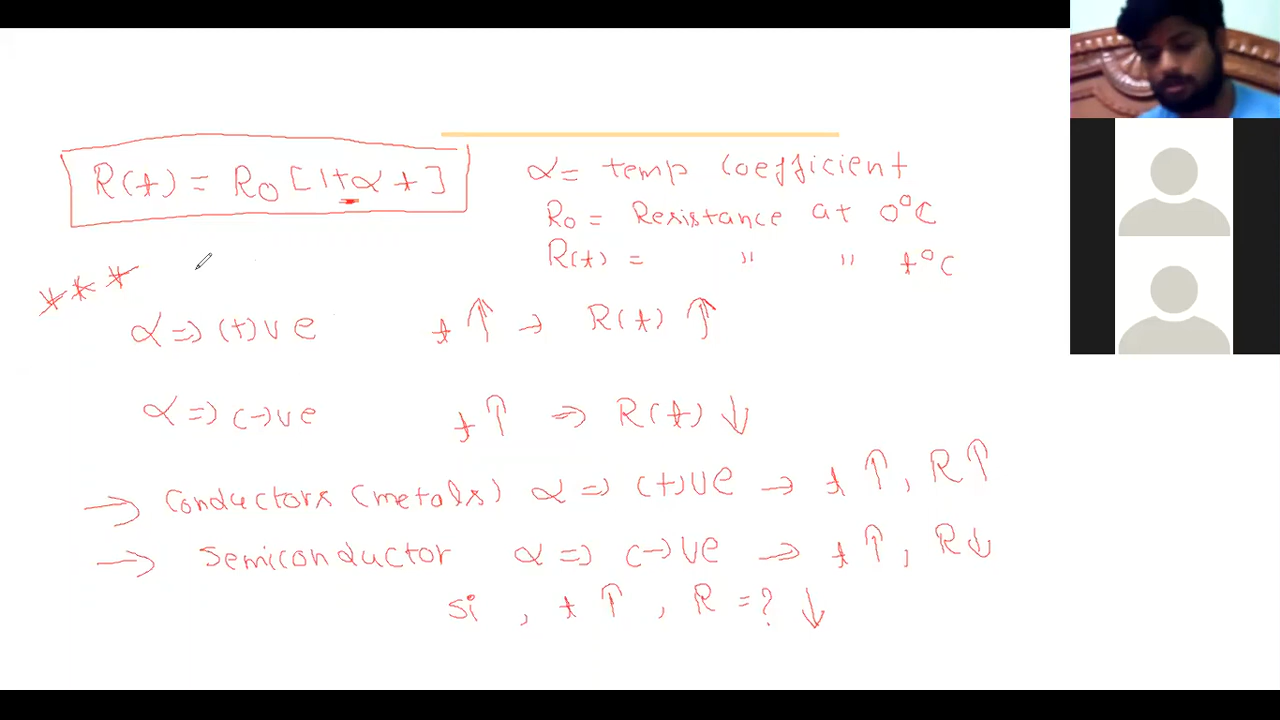 R(t) = R0 [1+α t]
α = temp coefficient
R0 = Resistance at 0°C
R(t) = " " t°C
***
α ⇒ (+)ve t ↑ → R(t) ↑
α ⇒ (-)ve t ↑ ⇒ R(t) ↓
→ Conductors (metals) α ⇒ (+)ve → t ↑, R ↑
→ Semiconductor α ⇒ (-)ve → t ↑, R ↓
si, t ↑, R = ? ↓